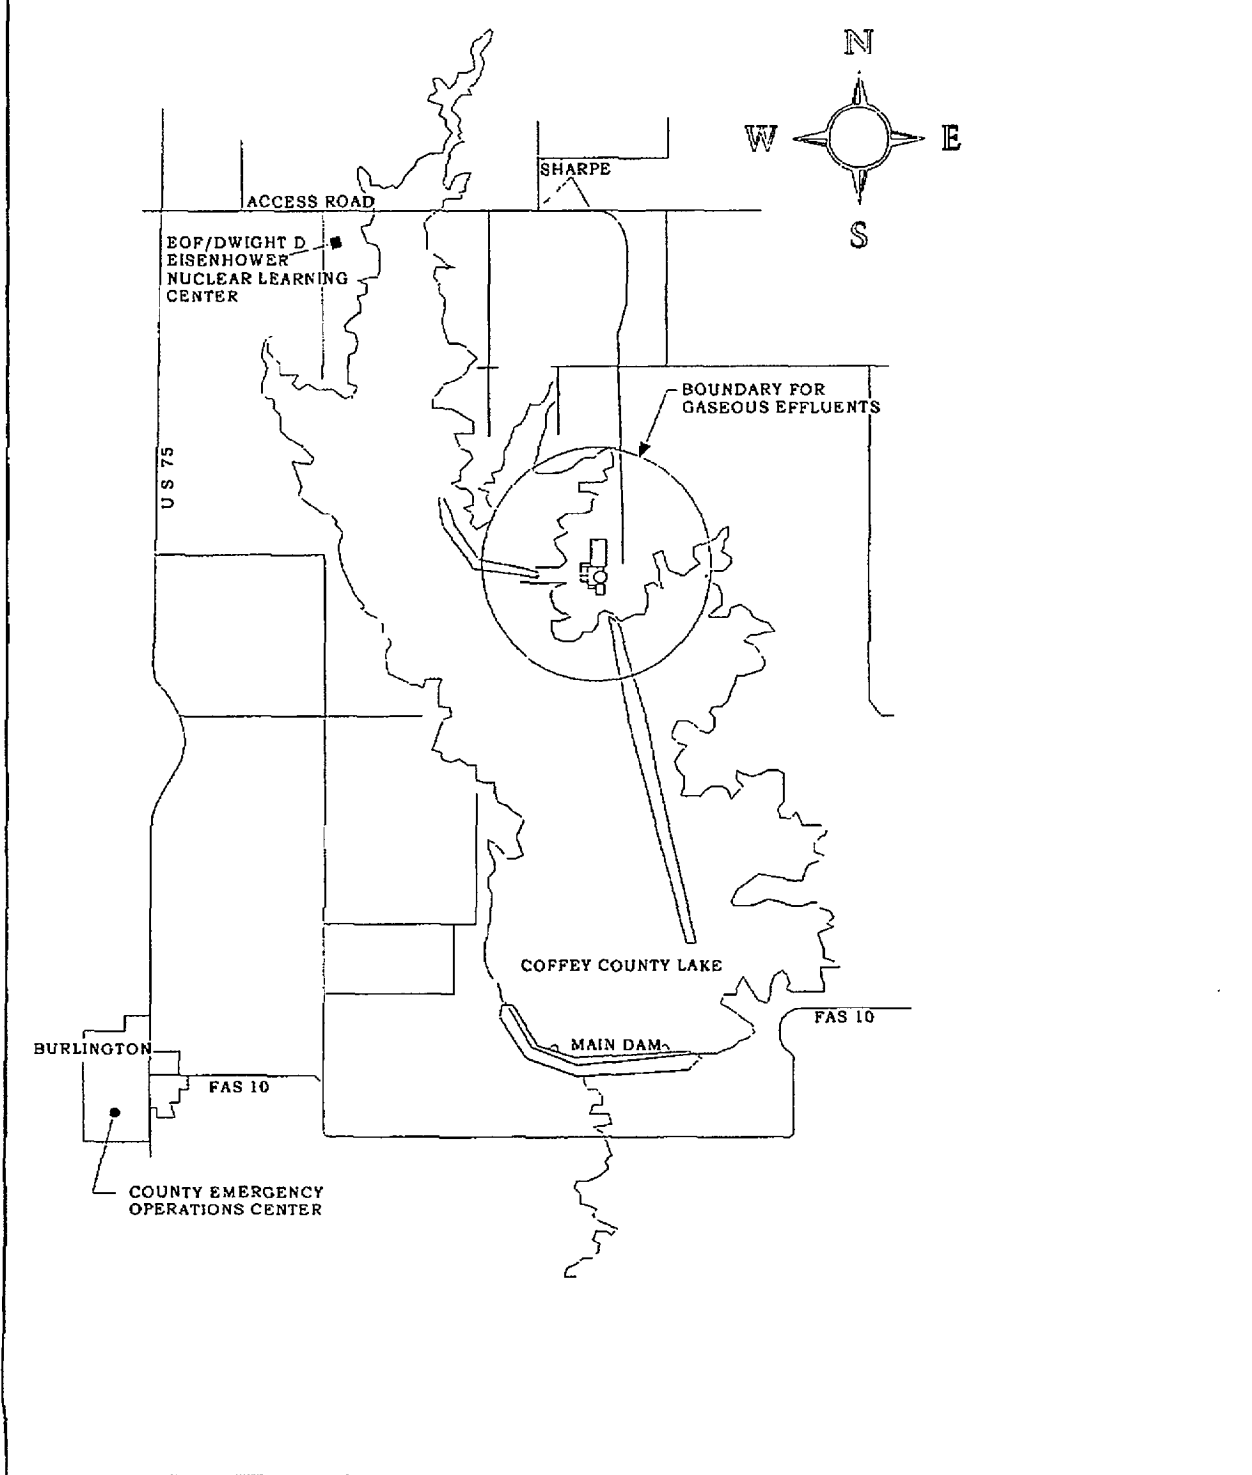 N
W
E
S
SHARPE
ACCESS ROAD
EOF/DWIGHT D
EISENHOWER
NUCLEAR LEARNING
CENTER
BOUNDARY FOR
GASEOUS EFFLUENTS
U S 75
COFFEY COUNTY LAKE
FAS 10
MAIN DAM
BURLINGTON
FAS 10
COUNTY EMERGENCY
OPERATIONS CENTER